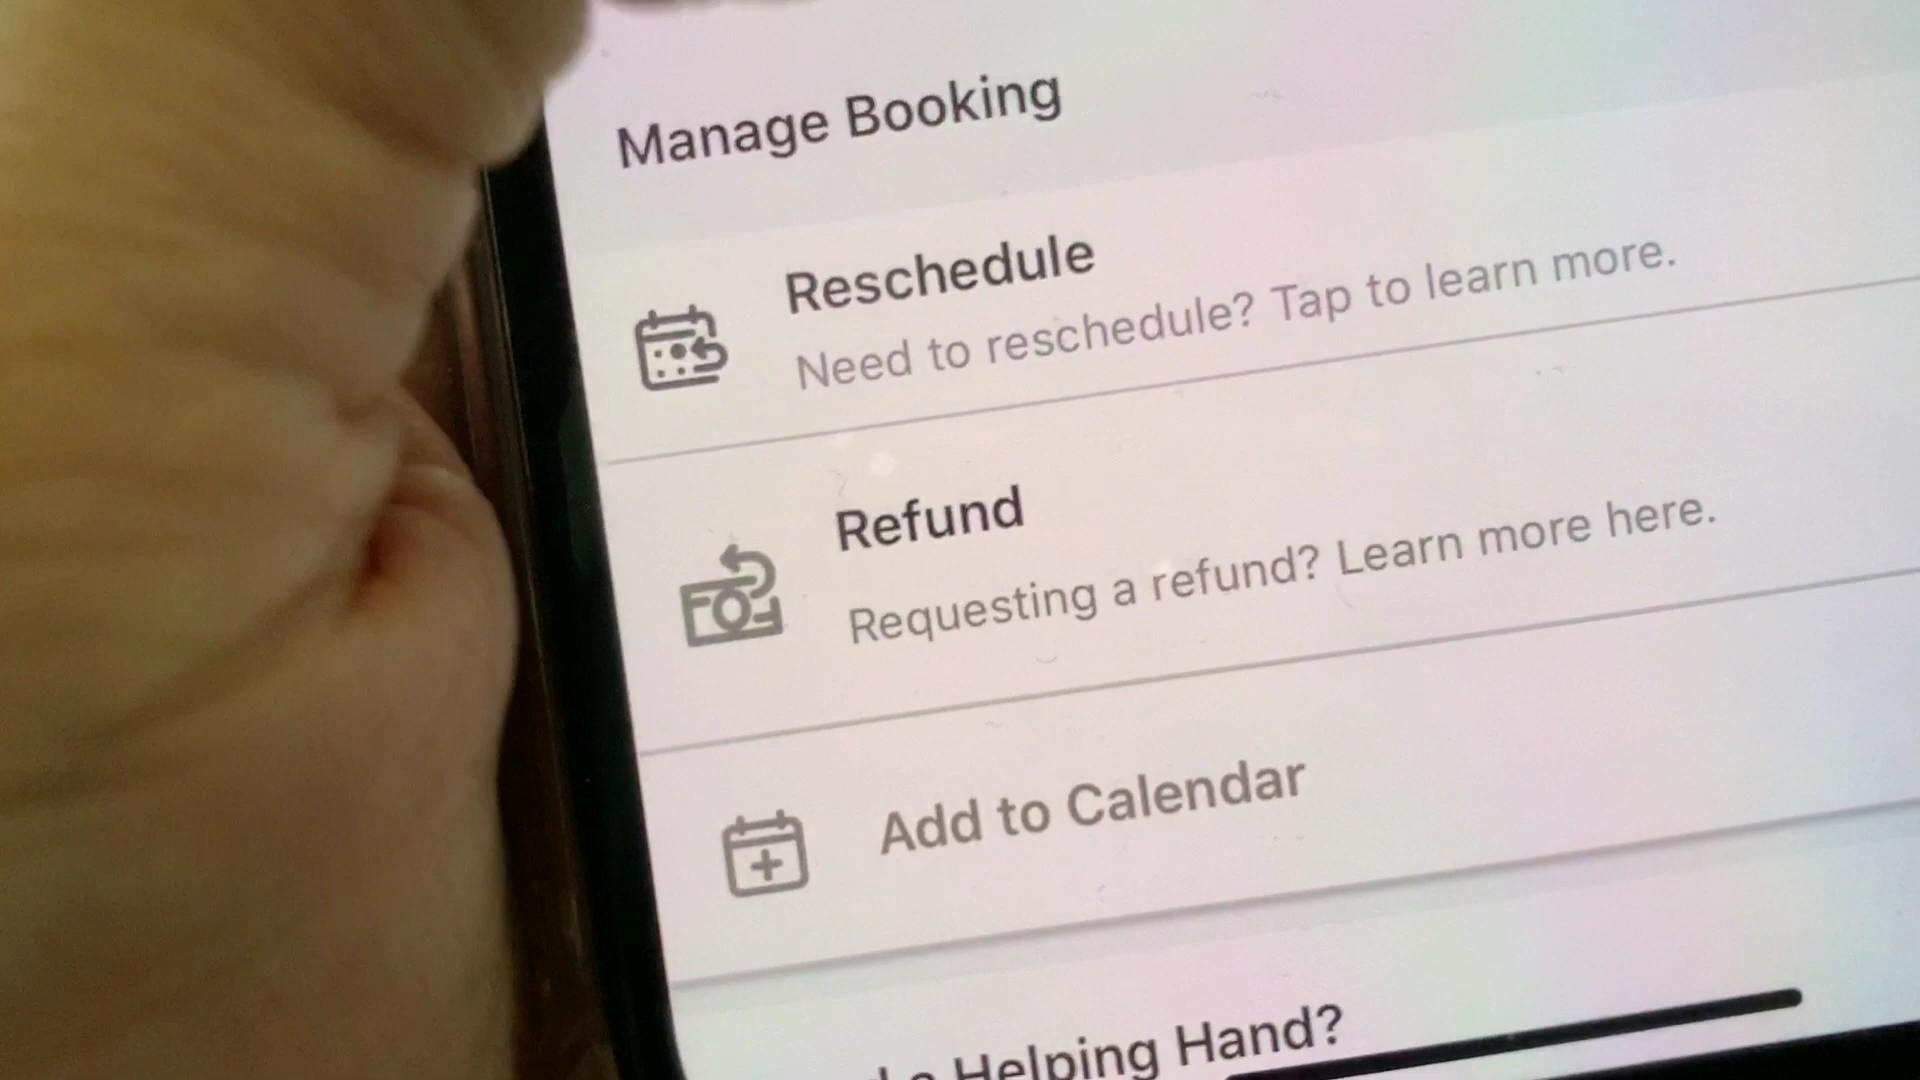 Manage Booking
Reschedule
Need to reschedule? Tap to learn more.
Refund
Requesting a refund? Learn more here.
Add to Calendar
a Helping Hand?